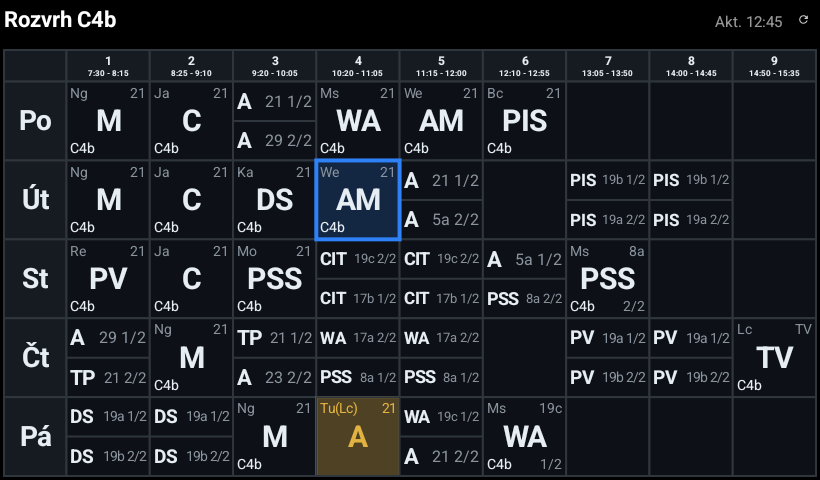 Rozvrh C4b
Akt. 12:45
1 2 3 4 5 6 7 8 9
7:30 - 8:15 8:25 - 9:10 9:20 - 10:05 10:20 - 11:05 11:15 - 12:00 12:10 - 12:55 13:05 - 13:50 14:00 - 14:45 14:50 - 15:35
Po
Ng 21
M
C4b
Ja 21
C
C4b
A 21 1/2
A 29 2/2
Ms 21
WA
C4b
We 21
AM
C4b
Bc 21
PIS
C4b
Út
Ng 21
M
C4b
Ja 21
C
C4b
Ka 21
DS
C4b
We 21
AM
C4b
A 21 1/2
A 5a 2/2
PIS 19b 1/2
PIS 19a 2/2
PIS 19b 1/2
PIS 19a 2/2
St
Re 21
PV
C4b
Ja 21
C
C4b
Mo 21
PSS
C4b
CIT 19c 2/2
CIT 17b 1/2
CIT 19c 2/2
CIT 17b 1/2
A 5a 1/2
PSS 8a 2/2
Ms 8a
PSS
C4b 2/2
Čt
A 29 1/2
TP 21 2/2
Ng 21
M
C4b
TP 21 1/2
A 23 2/2
WA 17a 2/2
PSS 8a 1/2
WA 17a 2/2
PSS 8a 1/2
PV 19a 1/2
PV 19b 2/2
PV 19a 1/2
PV 19b 2/2
Lc TV
TV
C4b
Pá
DS 19a 1/2
DS 19b 2/2
DS 19a 1/2
DS 19b 2/2
Ng 21
M
C4b
Tu(Lc) 21
A
WA 19c 1/2
A 21 2/2
Ms 19c
WA
C4b 1/2